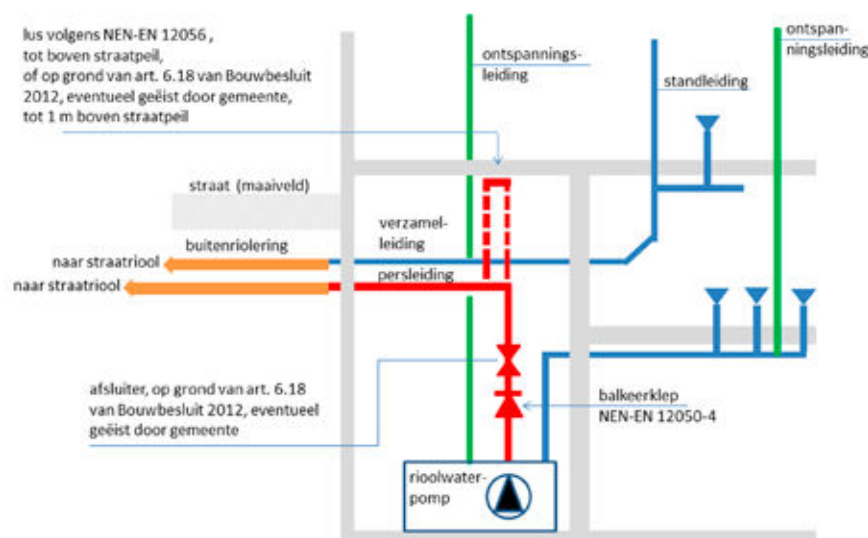 lus volgens NEN-EN 12056 ,
tot boven straatpeil,
of op grond van art. 6.18 van Bouwbesluit
2012, eventueel geëist door gemeente,
tot 1 m boven straatpeil
ontspannings-
leiding
ontspan-
ningsleiding
standleiding
straat (maaiveld)
verzamel-
leiding
buitenriolering
naar straatriool
persleiding
naar straatriool
afsluiter, op grond van art. 6.18
van Bouwbesluit 2012, eventueel
geëist door gemeente
balkeerklep
NEN-EN 12050-4
rioolwater-
pomp